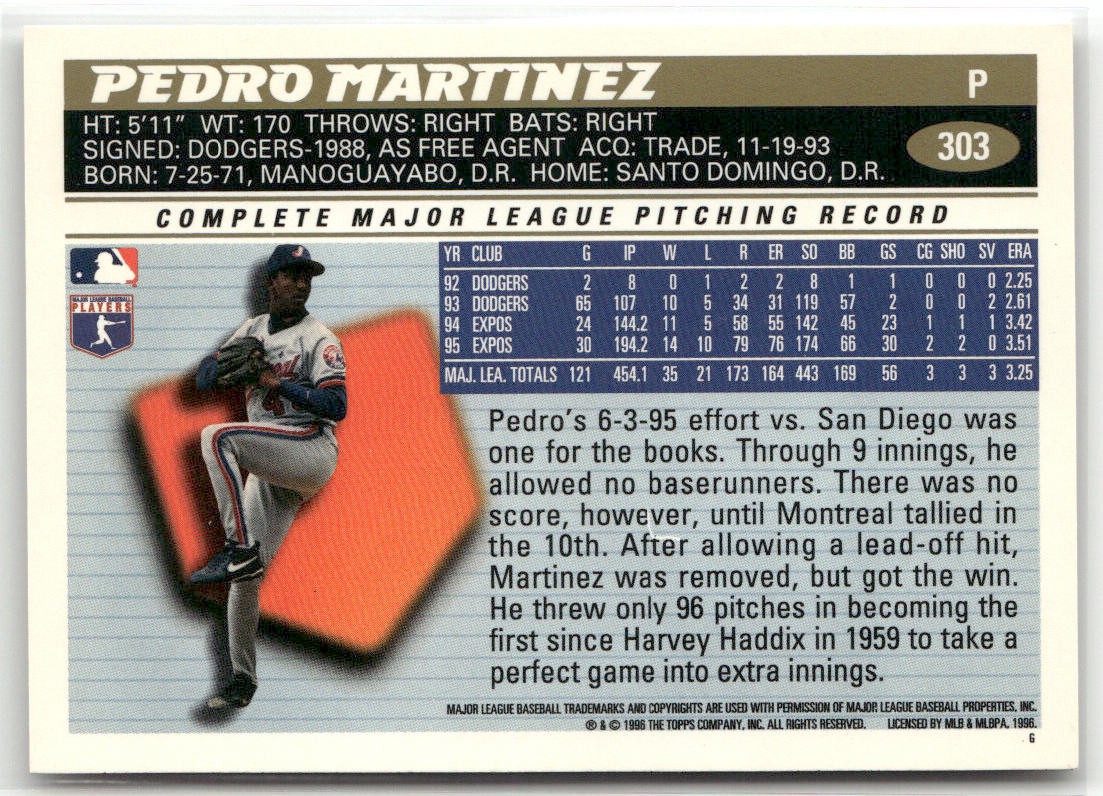 PEDRO MARTINEZ P
HT: 5'11" WT: 170 THROWS: RIGHT BATS: RIGHT
SIGNED: DODGERS-1988, AS FREE AGENT ACQ: TRADE, 11-19-93
BORN: 7-25-71, MANOGUAYABO, D.R. HOME: SANTO DOMINGO, D.R.
303
COMPLETE MAJOR LEAGUE PITCHING RECORD
MAJOR LEAGUE BASEBALL
PLAYERS
YR CLUB G IP W L R ER SO BB GS CG SHO SV ERA
92 DODGERS 2 8 0 1 2 2 8 1 1 0 0 0 2.25
93 DODGERS 65 107 10 5 34 31 119 57 2 0 0 2 2.61
94 EXPOS 24 144.2 11 5 58 55 142 45 23 1 1 1 3.42
95 EXPOS 30 194.2 14 10 79 76 174 66 30 2 2 0 3.51
MAJ. LEA. TOTALS 121 454.1 35 21 173 164 443 169 56 3 3 3 3.25
Pedro's 6-3-95 effort vs. San Diego was
one for the books. Through 9 innings, he
allowed no baserunners. There was no
score, however, until Montreal tallied in
the 10th. After allowing a lead-off hit,
Martinez was removed, but got the win.
He threw only 96 pitches in becoming the
first since Harvey Haddix in 1959 to take a
perfect game into extra innings.
MAJOR LEAGUE BASEBALL TRADEMARKS AND COPYRIGHTS ARE USED WITH PERMISSION OF MAJOR LEAGUE BASEBALL PROPERTIES, INC.
® & © 1996 THE TOPPS COMPANY, INC. ALL RIGHTS RESERVED. LICENSED BY MLB & MLBPA, 1996.
G